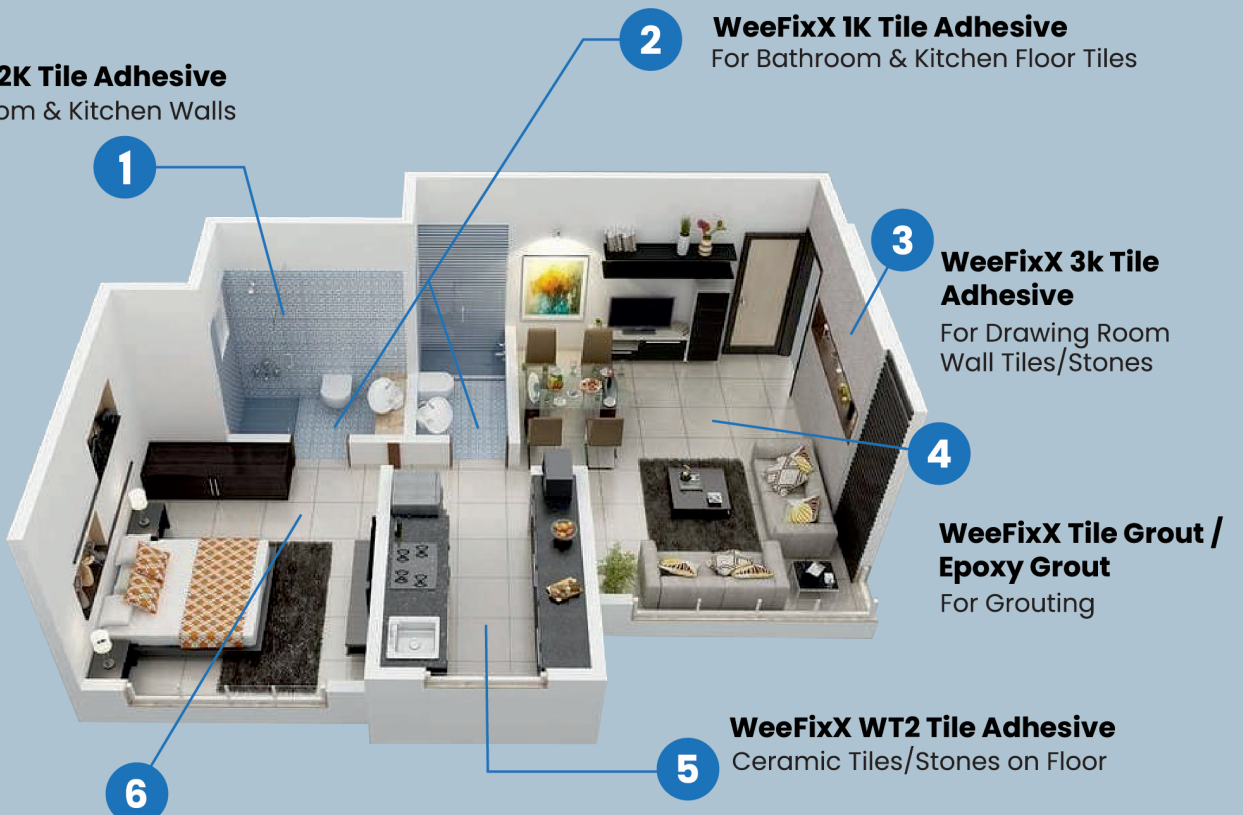 2
WeeFixX 1K Tile Adhesive
For Bathroom & Kitchen Floor Tiles
2K Tile Adhesive
& Kitchen Walls
1
3
WeeFixX 3k Tile
Adhesive
For Drawing Room
Wall Tiles/Stones
4
WeeFixX Tile Grout /
Epoxy Grout
For Grouting
WeeFixX WT2 Tile Adhesive
Ceramic Tiles/Stones on Floor
5
6